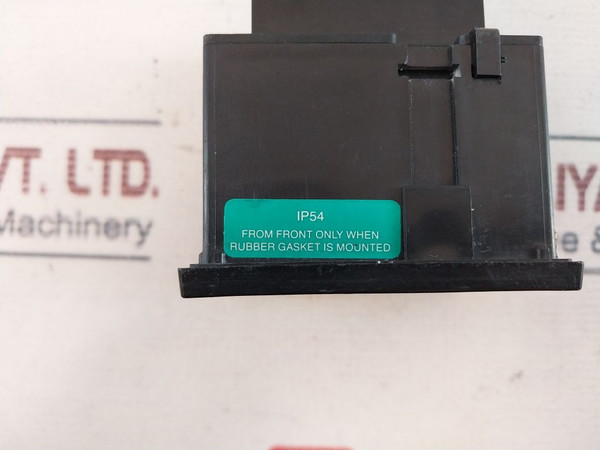 IP54
FROM FRONT ONLY WHEN
RUBBER GASKET IS MOUNTED
VT. LTD.
Machinery
IYA
e &